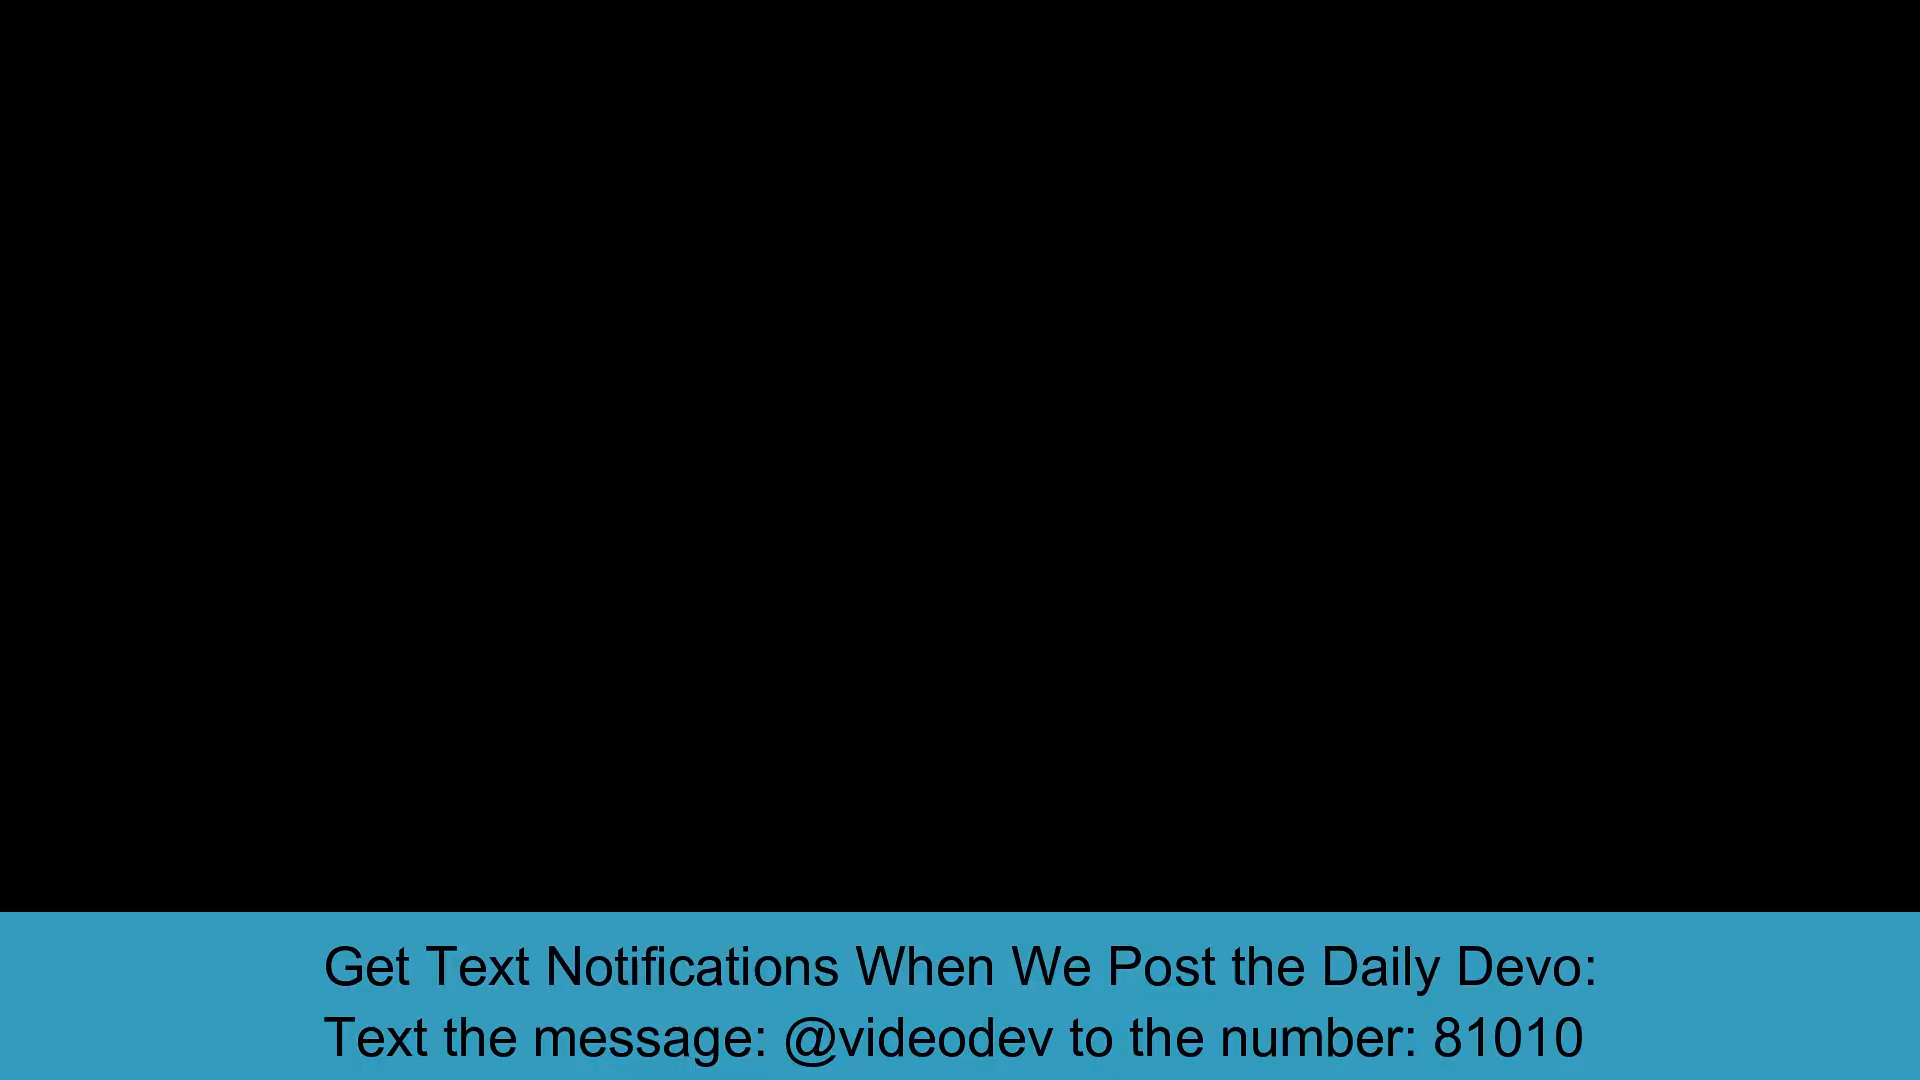 Get Text Notifications When We Post the Daily Devo:
Text the message: @videodev to the number: 81010